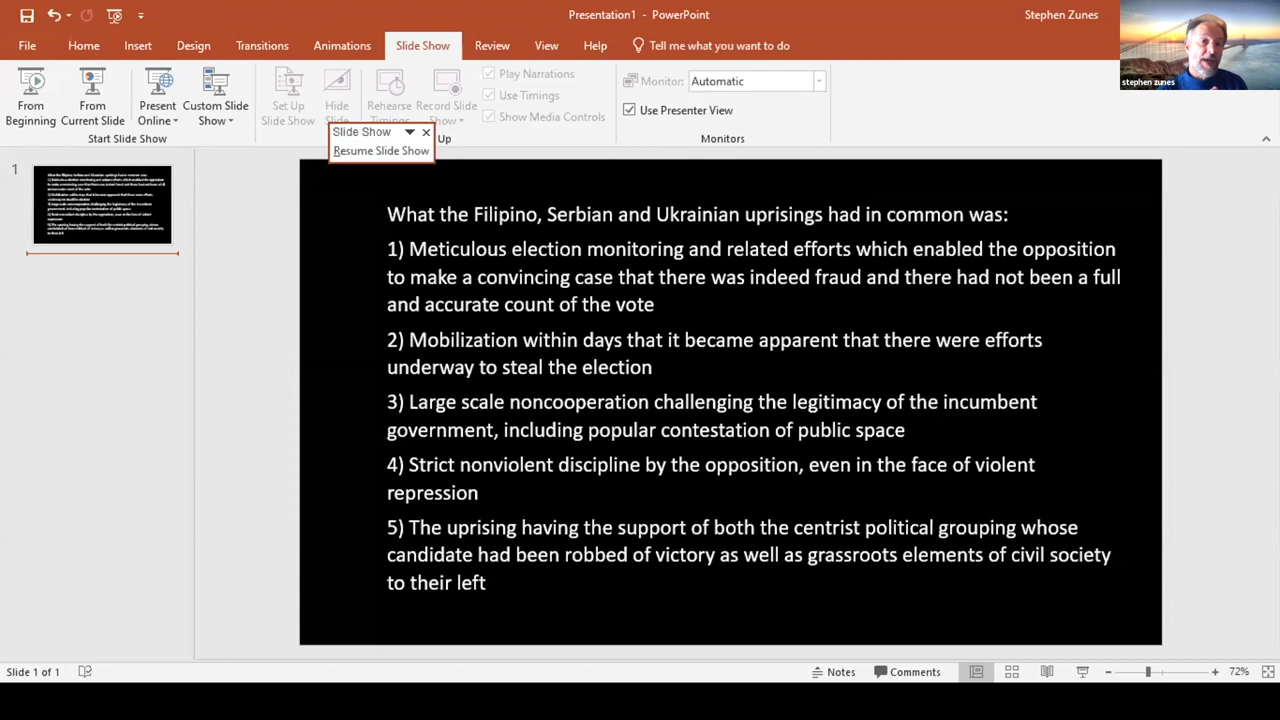 Presentation1 - PowerPoint
Stephen Zunes
File Home Insert Design Transitions Animations Slide Show Review View Help Tell me what you want to do
stephen zunes
From Beginning
From Current Slide
Present Online
Custom Slide Show
Start Slide Show
Set Up Slide Show
Hide
Rehearse
Record Slide Show
Play Narrations
Use Timings
Show Media Controls
Up
Monitor: Automatic
Use Presenter View
Monitors
Slide Show
Resume Slide Show
1
What the Filipino, Serbian and Ukrainian uprisings had in common was:
1) Meticulous election monitoring and related efforts which enabled the opposition
to make a convincing case that there was indeed fraud and there had not been a full
and accurate count of the vote
2) Mobilization within days that it became apparent that there were efforts
underway to steal the election
3) Large scale noncooperation challenging the legitimacy of the incumbent
government, including popular contestation of public space
4) Strict nonviolent discipline by the opposition, even in the face of violent
repression
5) The uprising having the support of both the centrist political grouping whose
candidate had been robbed of victory as well as grassroots elements of civil society
to their left
Slide 1 of 1
Notes
Comments
72%